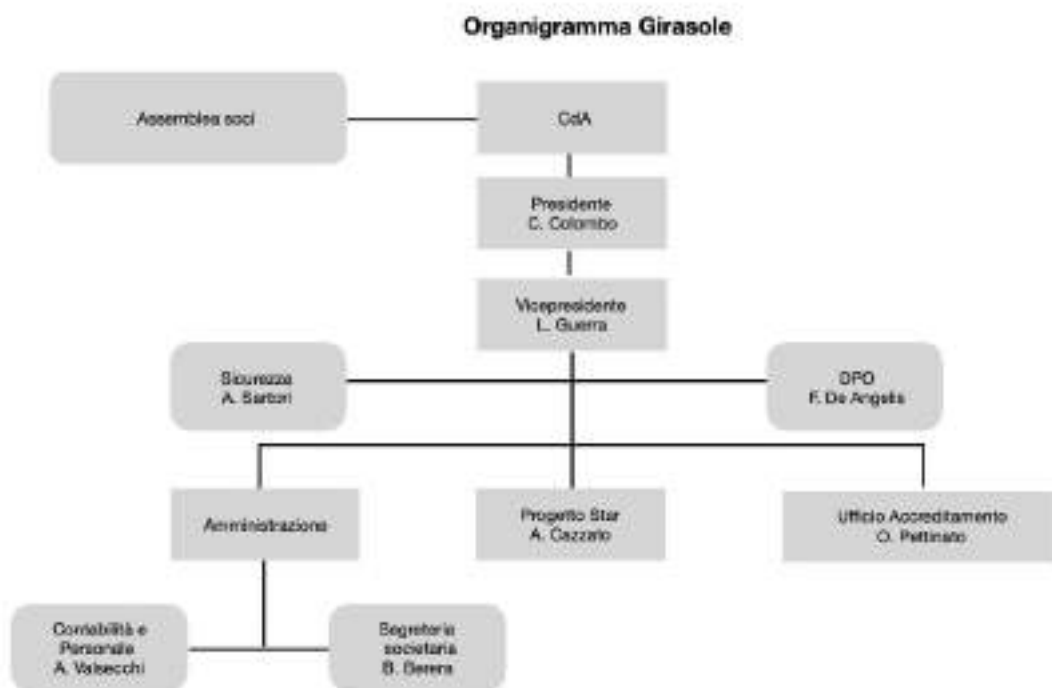 Organigramma Girasole
Assemblea soci
CdA
Presidente
C. Colombo
Vicepresidente
L. Guerra
Sicurezza
A. Sartori
DPO
F. De Angelis
Amministrazione
Progetto Star
A. Cazzato
Ufficio Accreditamento
O. Pettinato
Contabilità e
Personale
A. Valsecchi
Segreteria
societaria
B. Berera